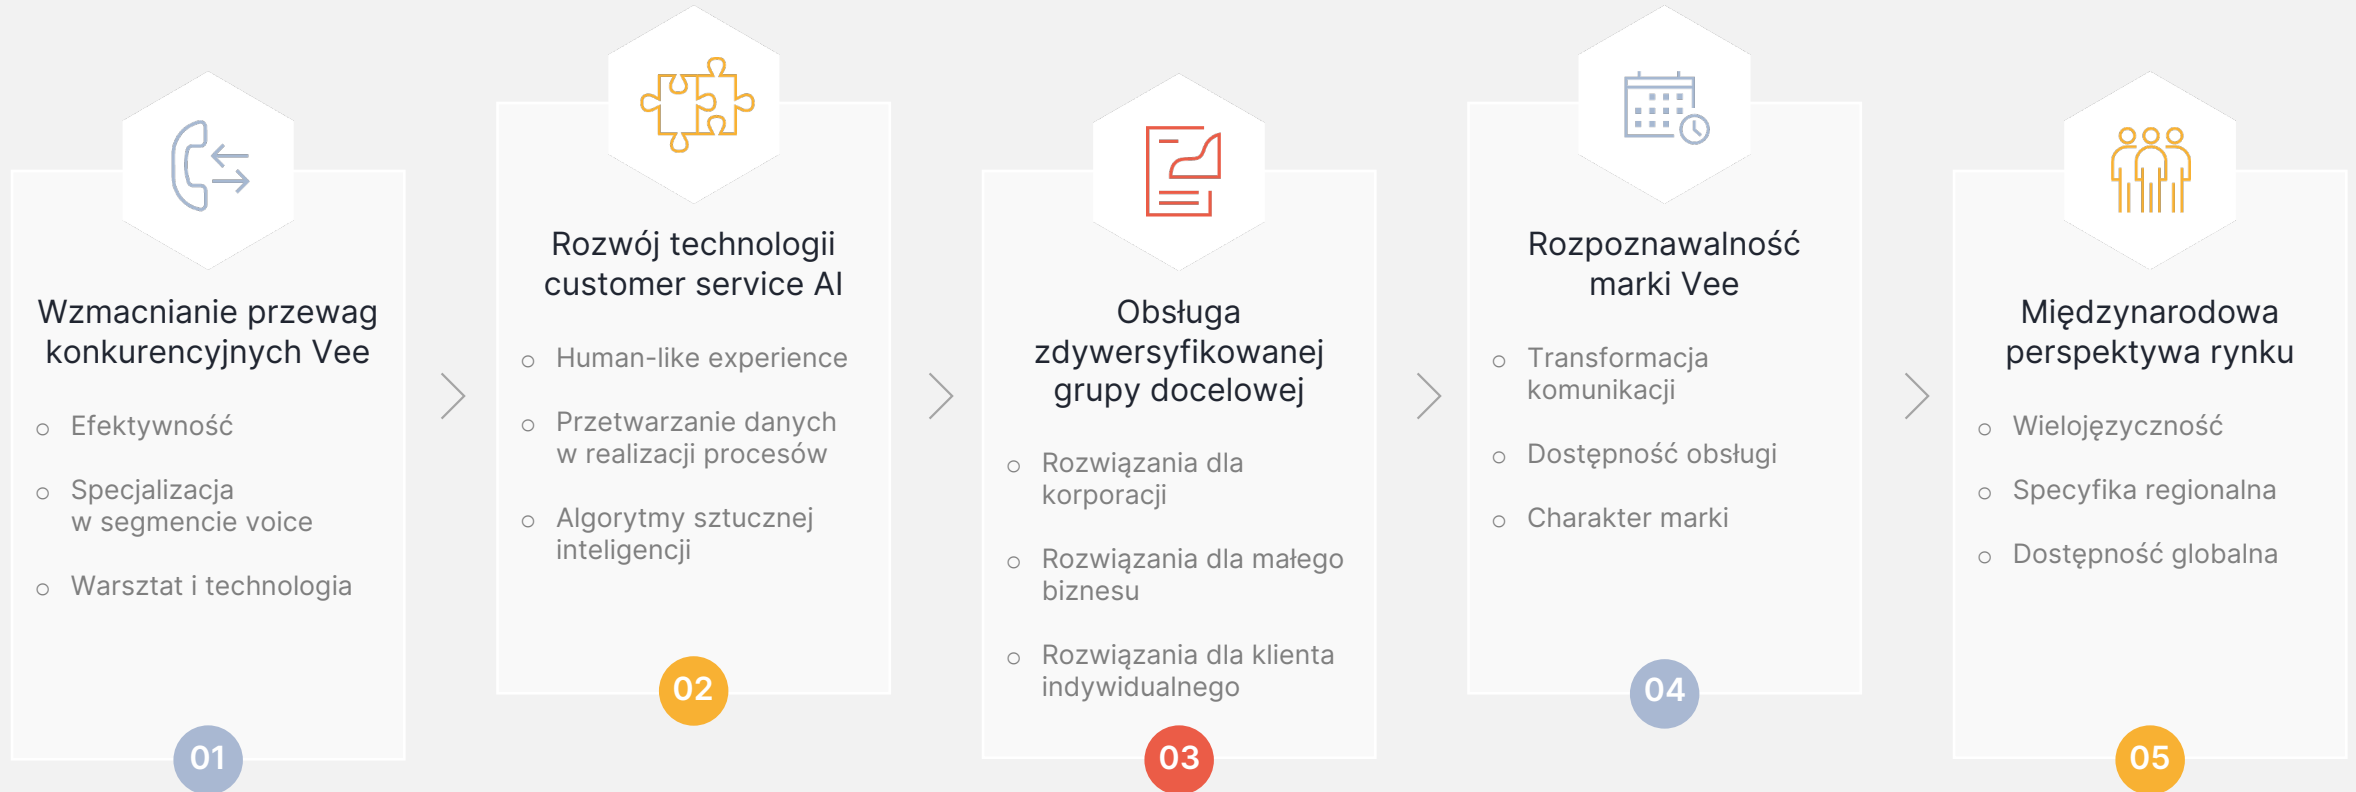 Wzmacnianie przewag
konkurencyjnych Vee
Efektywność
Specjalizacja
w segmencie voice
Warsztat i technologia
01
Rozwój technologii
customer service AI
Human-like experience
Przetwarzanie danych
w realizacji procesów
Algorytmy sztucznej
inteligencji
02
Obsługa
zdywersyfikowanej
grupy docelowej
Rozwiązania dla
korporacji
Rozwiązania dla małego
biznesu
Rozwiązania dla klienta
indywidualnego
03
Rozpoznawalność
marki Vee
Transformacja
komunikacji
Dostępność obsługi
Charakter marki
04
Międzynarodowa
perspektywa rynku
Wielojęzyczność
Specyfika regionalna
Dostępność globalna
05